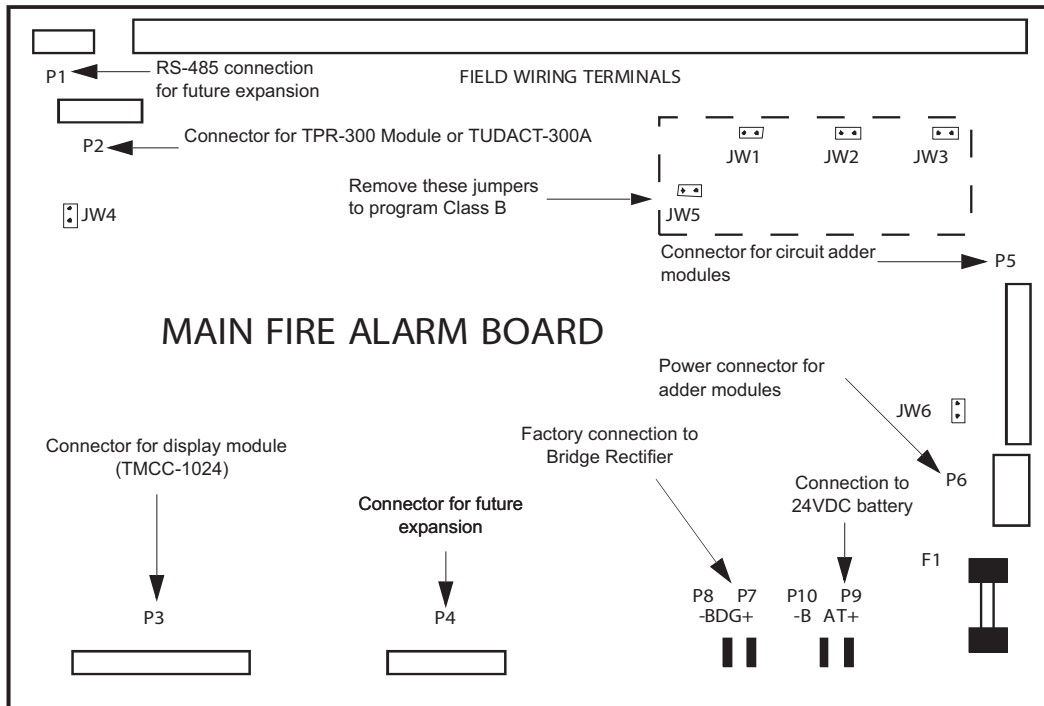 P1
RS-485 connection
for future expansion
FIELD WIRING TERMINALS
P2
Connector for TPR-300 Module or TUDACT-300A
JW1
JW2
JW3
Remove these jumpers
to program Class B
JW5
JW4
Connector for circuit adder
modules
P5
MAIN FIRE ALARM BOARD
Power connector for
adder modules
JW6
P6
Connector for display module
(TMCC-1024)
Factory connection to
Bridge Rectifier
Connection to
24VDC battery
Connector for future
expansion
F1
P3
P4
P8 P7
-BDG+
P10 P9
-B AT+